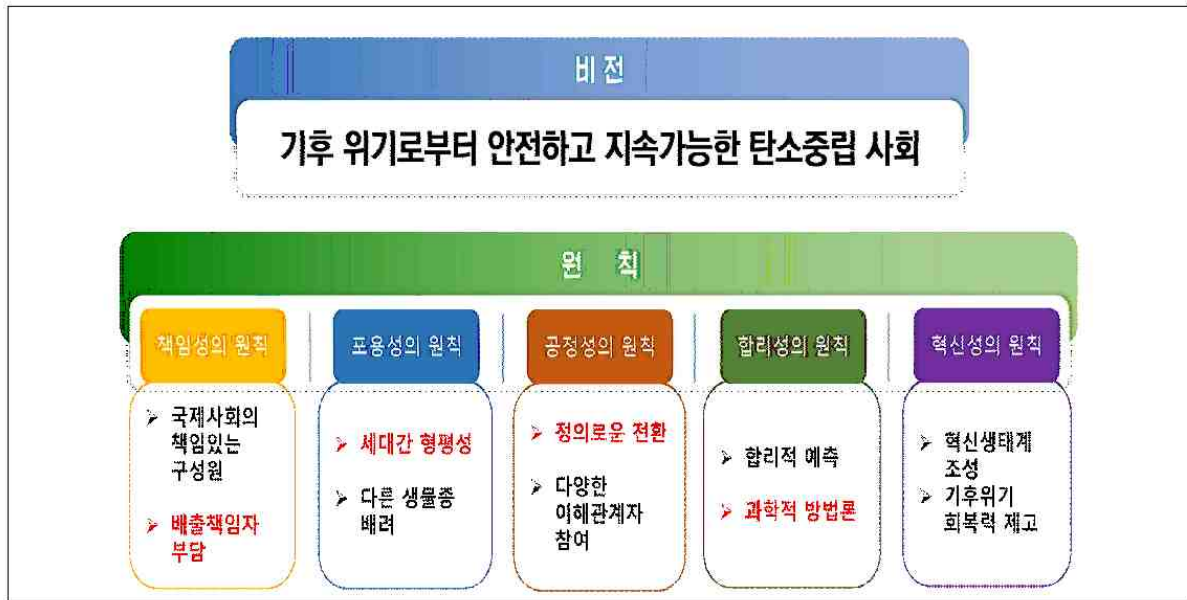 비 전
기후 위기로부터 안전하고 지속가능한 탄소중립 사회
원 칙
책임성의 원칙
포용성의 원칙
공정성의 원칙
합리성의 원칙
혁신성의 원칙
➢ 국제사회의
책임있는
구성원
➢ 배출책임자
부담
➢ 세대간 형평성
➢ 다른 생물종
배려
➢ 정의로운 전환
➢ 다양한
이해관계자
참여
➢ 합리적 예측
➢ 과학적 방법론
➢ 혁신생태계
조성
➢ 기후위기
회복력 제고